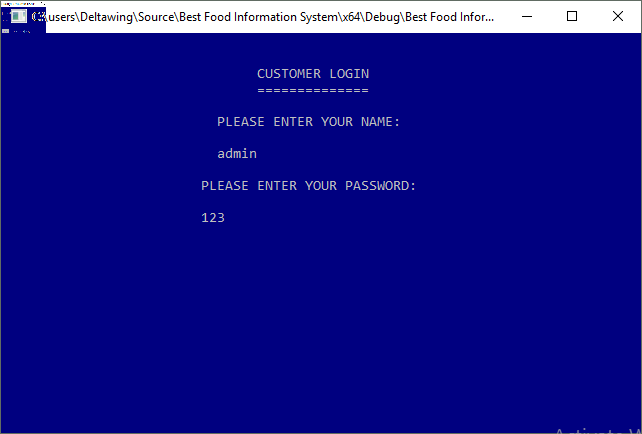 C:\users\Deltawing\Source\Best Food Information System\x64\Debug\Best Food Infor...
CUSTOMER LOGIN
==============
PLEASE ENTER YOUR NAME:
admin
PLEASE ENTER YOUR PASSWORD:
123